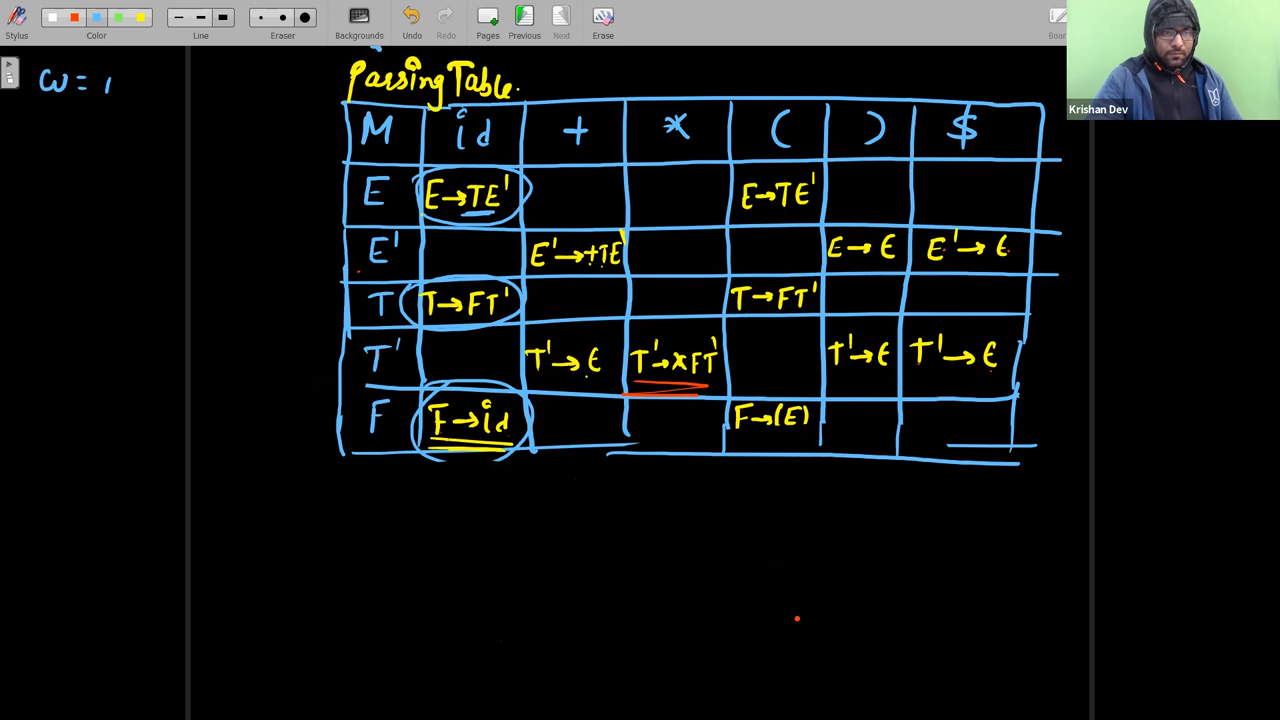 Stylus Color Line Eraser Backgrounds Undo Redo Pages Previous Next Erase
Krishan Dev
ω =
Parsing Table.
M id + * ( ) $
E E→TE' E→TE'
E' E'→+TE' E→ε E'→ε
T T→FT' T→FT'
T' T'→ε T'→*FT' T'→ε T'→ε
F F→id F→(E)